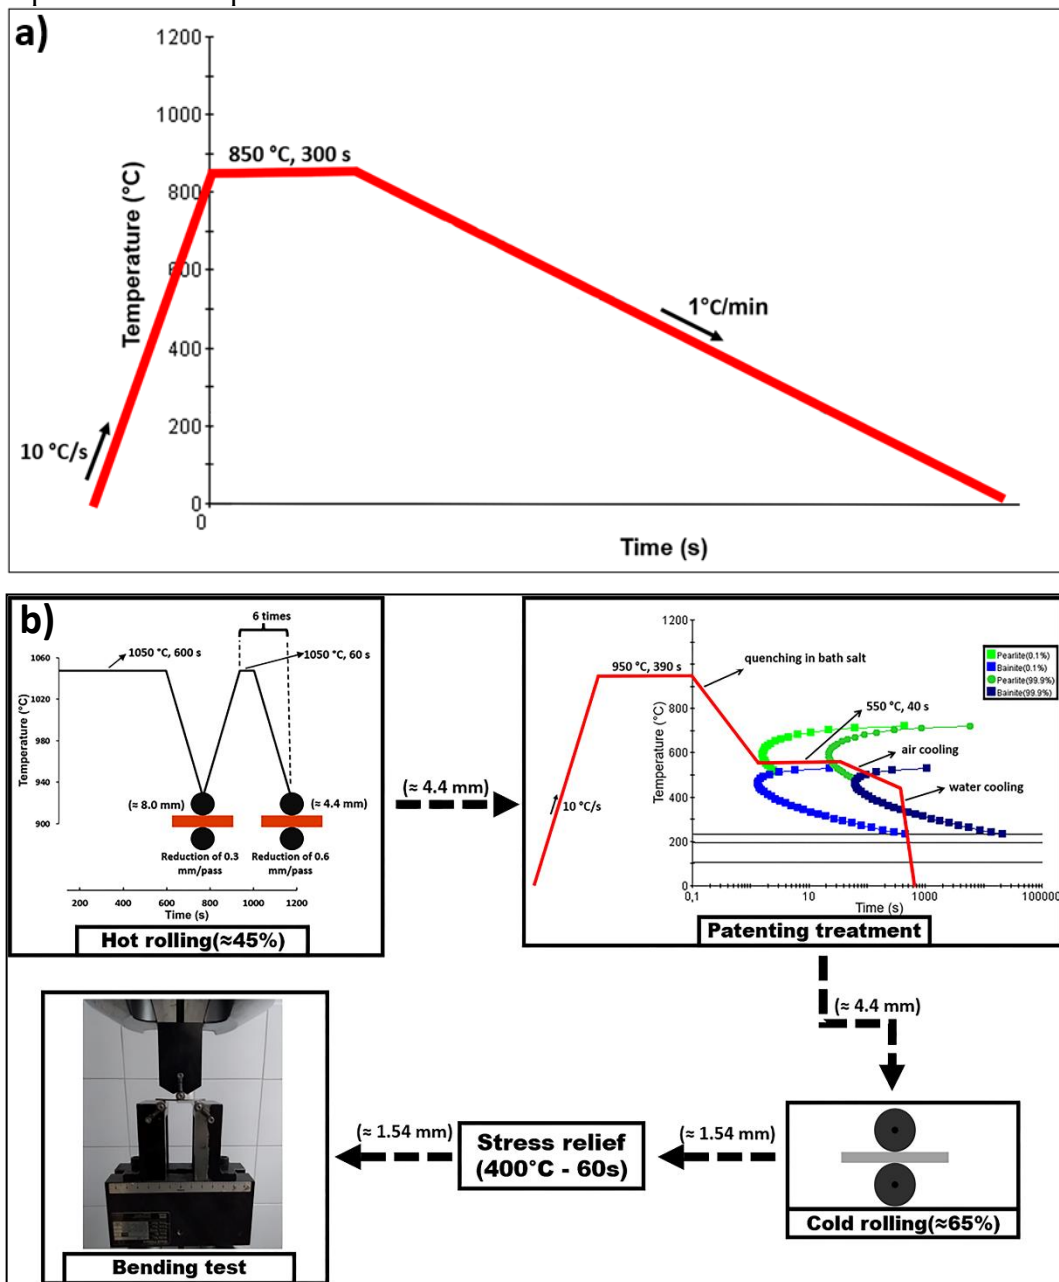 a)
1200
1000
800
600
400
200
0
0
Temperature (°C)
850 °C, 300 s
1°C/min
10 °C/s
Time (s)
b)
6 times
1050 °C, 600 s
1050 °C, 60 s
1060
1020
980
940
900
Temperature (°C)
(≈ 8.0 mm)
(≈ 4.4 mm)
Reduction of 0.3
mm/pass
Reduction of 0.6
mm/pass
200
400
600
800
1000
1200
Time (s)
Hot rolling(≈45%)
(≈ 4.4 mm)
1200
1000
800
600
400
200
0
Temperature (°C)
950 °C, 390 s
quenching in bath salt
Pearlite(0.1%)
Bainite(0.1%)
Pearlite(99.9%)
Bainite(99.9%)
550 °C, 40 s
air cooling
water cooling
10 °C/s
0,1
10
1000
100000
Time (s)
Patenting treatment
(≈ 4.4 mm)
Cold rolling(≈65%)
(≈ 1.54 mm)
Stress relief
(400°C - 60s)
(≈ 1.54 mm)
Bending test